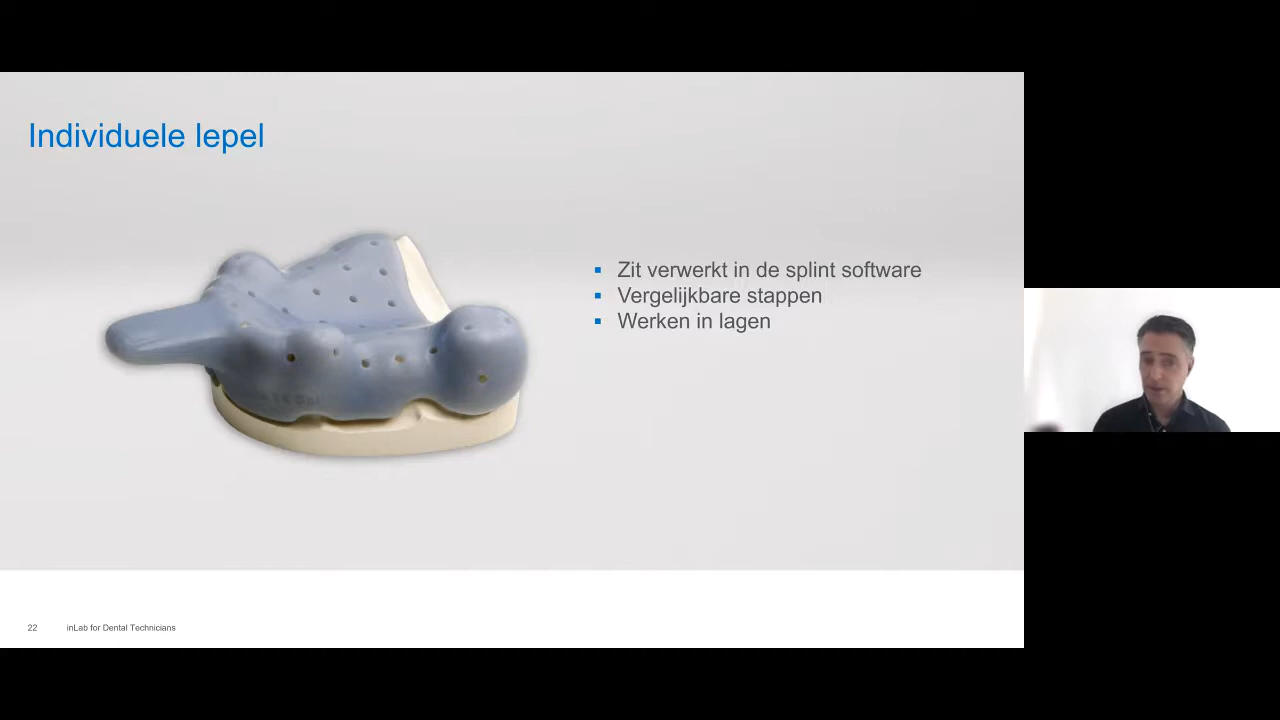 Individuele lepel
Zit verwerkt in de splint software
Vergelijkbare stappen
Werken in lagen
22 inLab for Dental Technicians